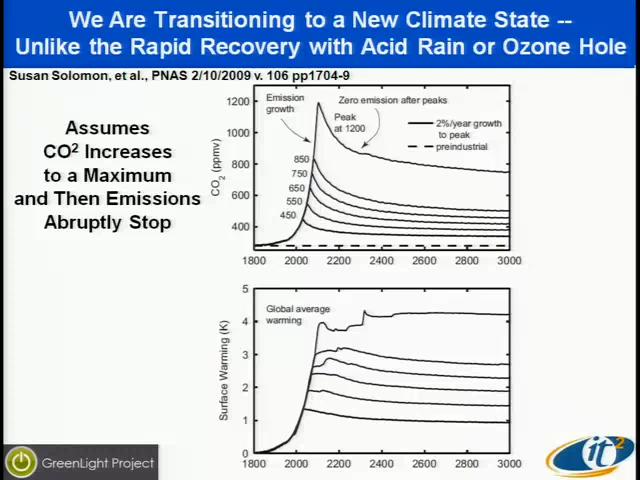 We Are Transitioning to a New Climate State --
Unlike the Rapid Recovery with Acid Rain or Ozone Hole
Susan Solomon, et al., PNAS 2/10/2009 v. 106 pp1704-9
Assumes
CO² Increases
to a Maximum
and Then Emissions
Abruptly Stop
CO₂ (ppmv)
1200
1000
800
600
400
Emission
growth
Zero emission after peaks
Peak
at 1200
2%/year growth
to peak
preindustrial
850
750
650
550
450
1800 2000 2200 2400 2600 2800 3000
Surface Warming (K)
5
4
3
2
1
0
Global average
warming
1800 2000 2200 2400 2600 2800 3000
GreenLight Project
it²